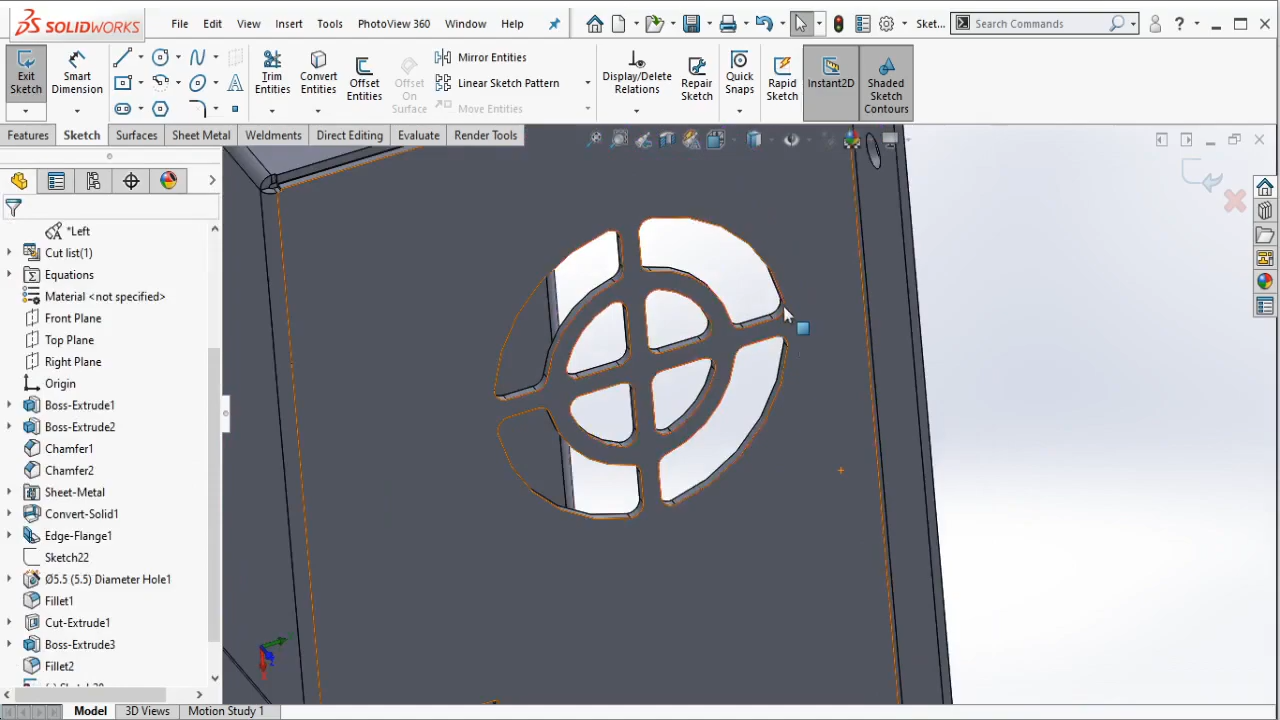 SOLIDWORKS File Edit View Insert Tools PhotoView 360 Window Help Sket... Search Commands
Exit Sketch
Smart Dimension
Trim Entities
Convert Entities
Offset Entities
Offset On Surface
Mirror Entities
Linear Sketch Pattern
Move Entities
Display/Delete Relations
Repair Sketch
Quick Snaps
Rapid Sketch
Instant2D
Shaded Sketch Contours
Features Sketch Surfaces Sheet Metal Weldments Direct Editing Evaluate Render Tools
*Left
Cut list(1)
Equations
Material <not specified>
Front Plane
Top Plane
Right Plane
Origin
Boss-Extrude1
Boss-Extrude2
Chamfer1
Chamfer2
Sheet-Metal
Convert-Solid1
Edge-Flange1
Sketch22
Ø5.5 (5.5) Diameter Hole1
Fillet1
Cut-Extrude1
Boss-Extrude3
Fillet2
Model 3D Views Motion Study 1